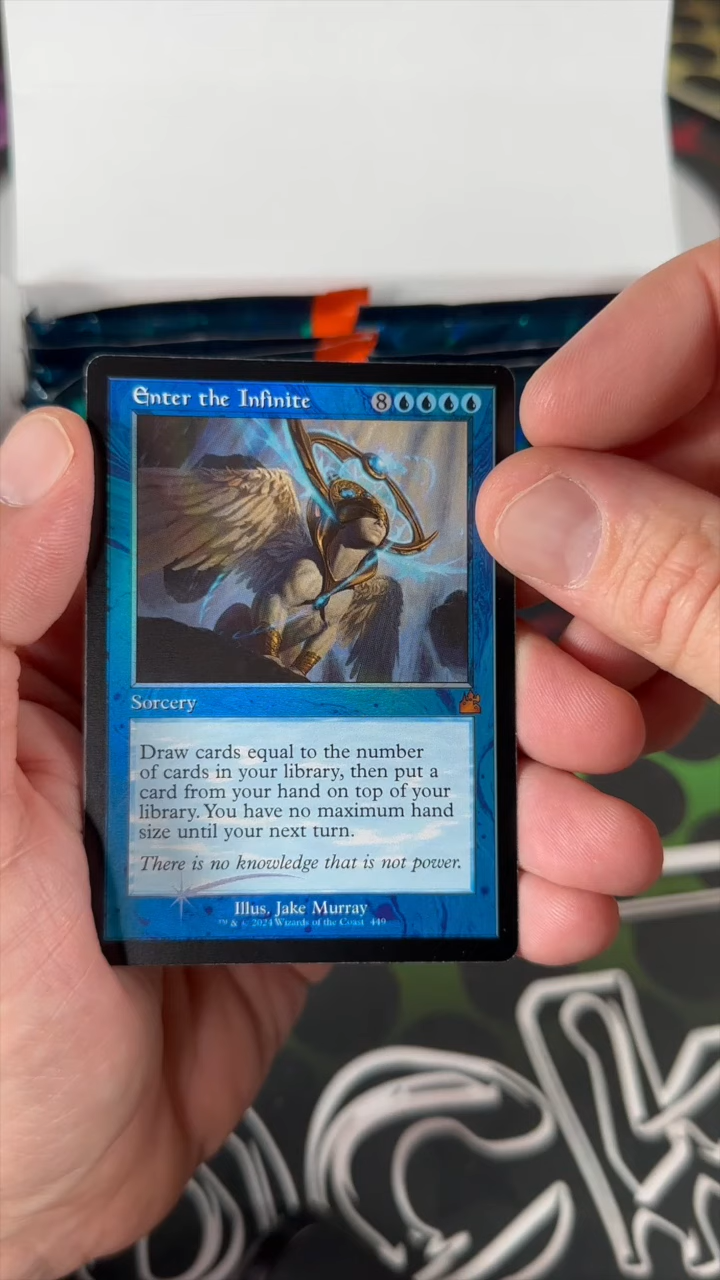 Enter the Infinite 8
Sorcery
Draw cards equal to the number
of cards in your library, then put a
card from your hand on top of your
library. You have no maximum hand
size until your next turn.
There is no knowledge that is not power.
Illus. Jake Murray
™ & © 2024 Wizards of the Coast 449